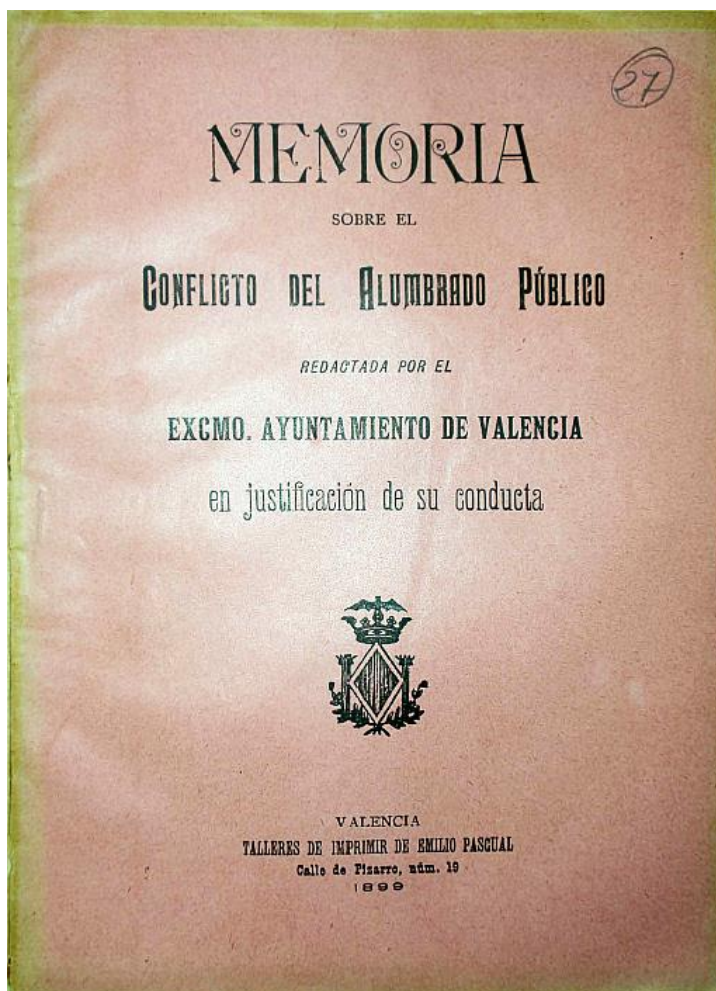 27
MEMORIA
SOBRE EL
CONFLICTO DEL ALUMBRADO PÚBLICO
REDACTADA POR EL
EXCMO. AYUNTAMIENTO DE VALENCIA
en justificación de su conducta
VALENCIA
TALLERES DE IMPRIMIR DE EMILIO PASCUAL
Calle de Pizarro, núm. 19
1899